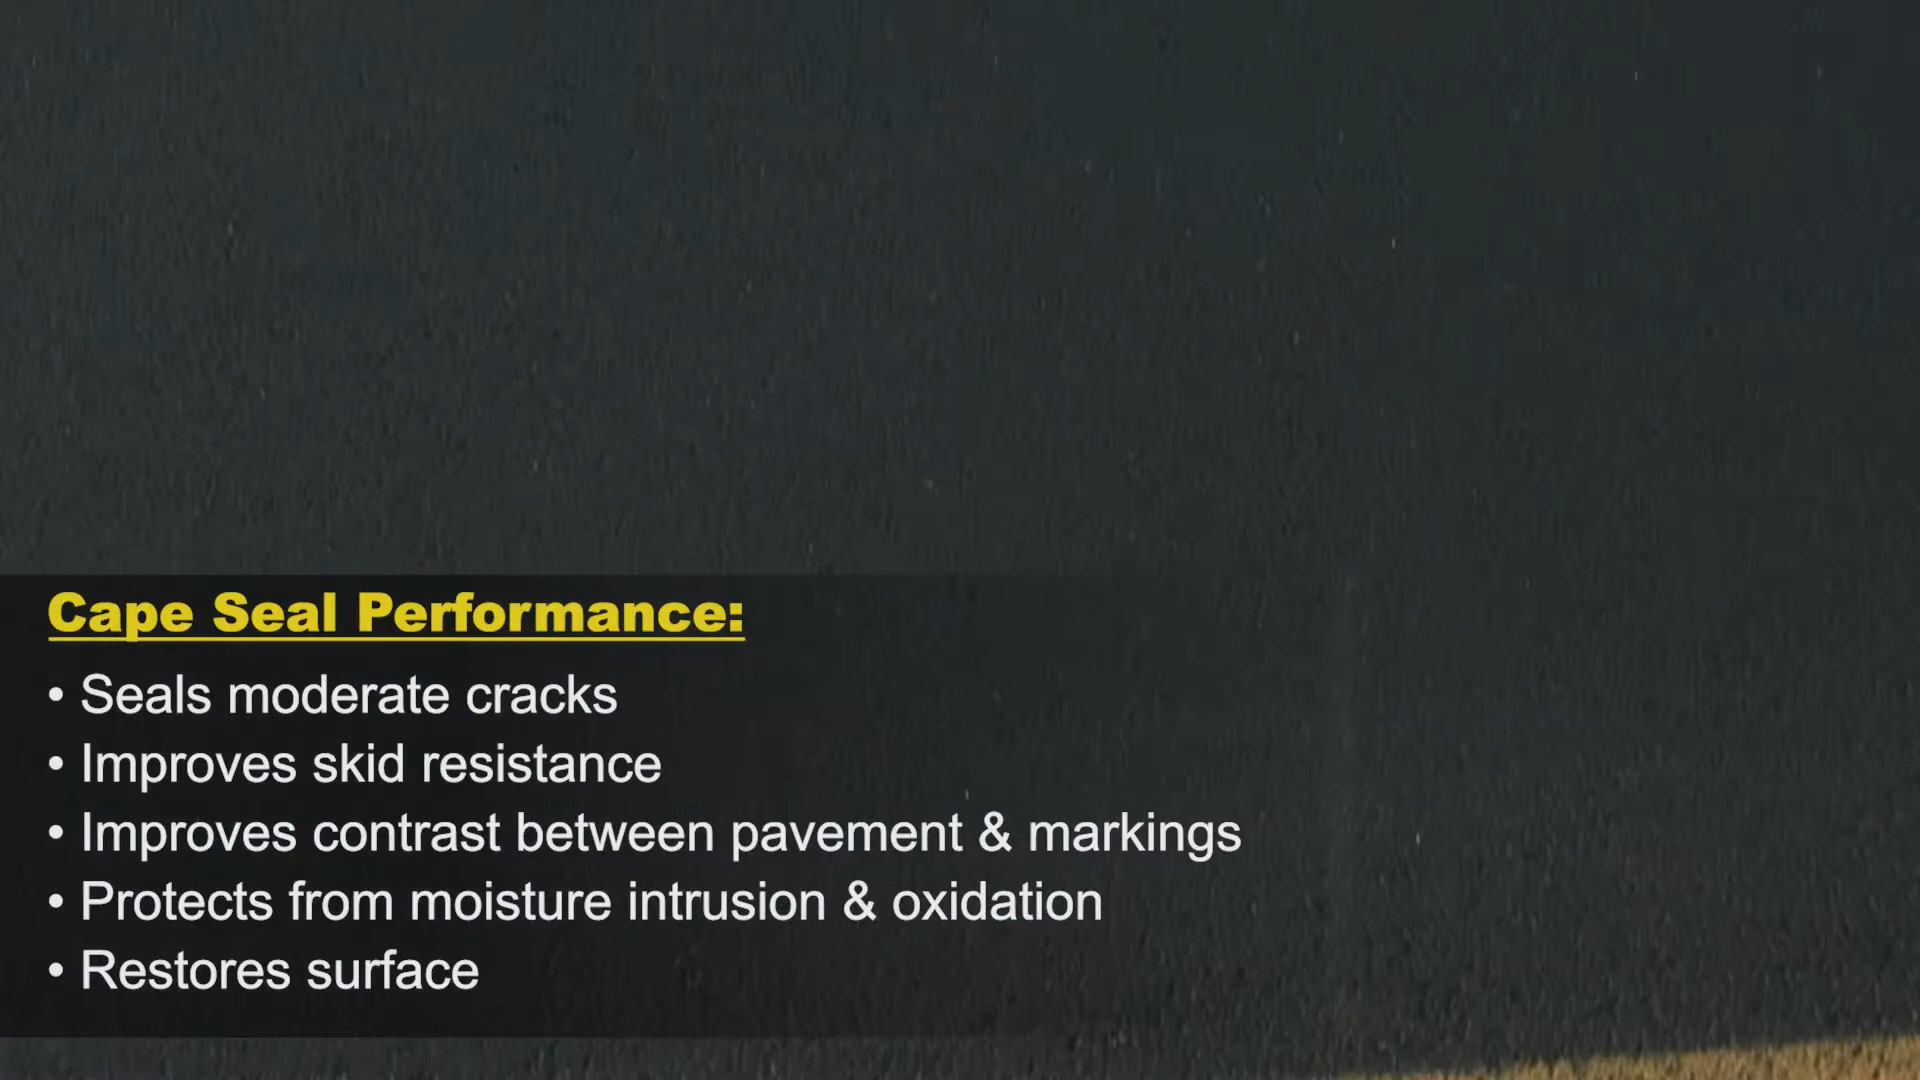 Cape Seal Performance:
• Seals moderate cracks
• Improves skid resistance
• Improves contrast between pavement & markings
• Protects from moisture intrusion & oxidation
• Restores surface